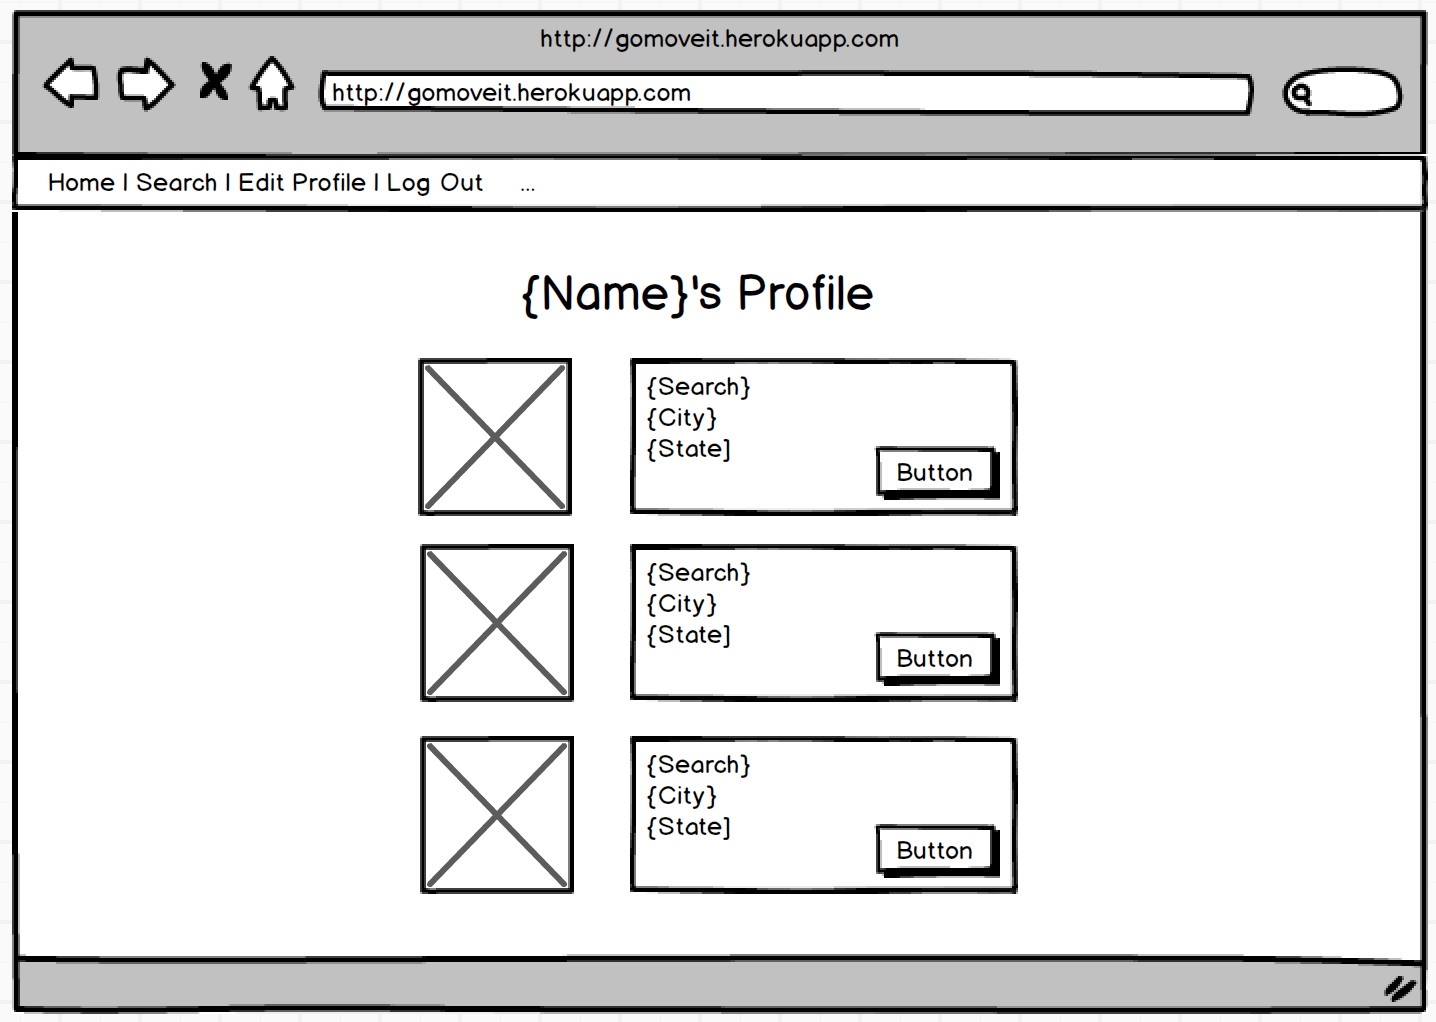 http://gomoveit.herokuapp.com
http://gomoveit.herokuapp.com
Home | Search | Edit Profile | Log Out ...
{Name}'s Profile
{Search}
{City}
{State]
Button
{Search}
{City}
{State]
Button
{Search}
{City}
{State]
Button